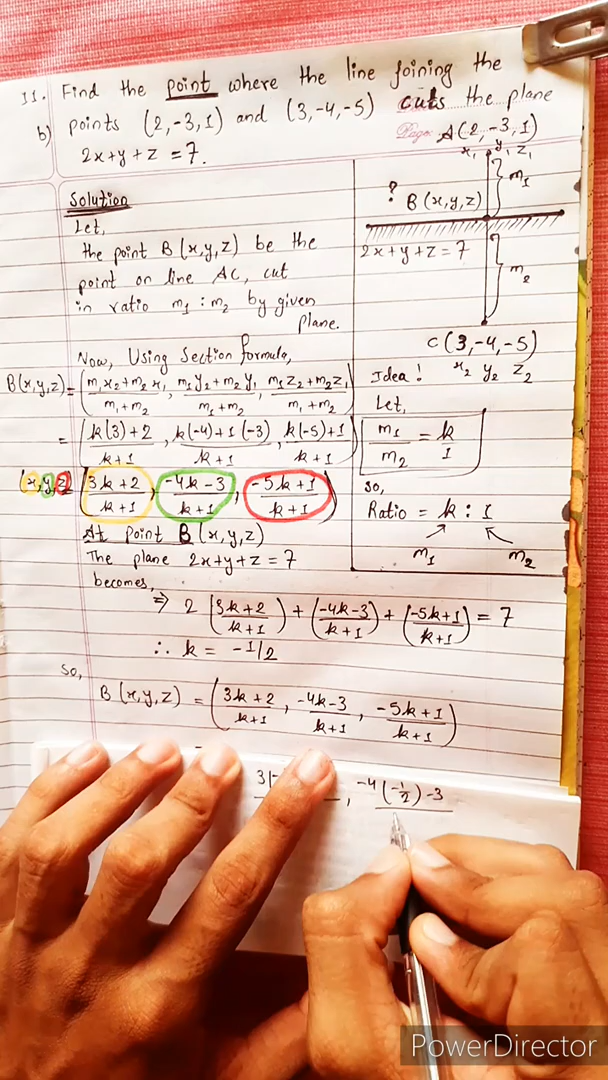 11. Find the point where the line joining the
b) points (2,-3,1) and (3,-4,-5) cuts the plane
2x+y+z=7.
Page:
Solution
Let,
the point B(x,y,z) be the
point on line AC, cut
in ratio m₁:m₂ by given
plane.
Now, Using Section formula,
B(x,y,z)=((m₁x₂+m₂x₁)/(m₁+m₂), (m₁y₂+m₂y₁)/(m₁+m₂), (m₁z₂+m₂z₁)/(m₁+m₂))
= ((k(3)+2)/(k+1), (k(-4)+1(-3))/(k+1), (k(-5)+1)/(k+1))
(x,y,z) ((3k+2)/(k+1), (-4k-3)/(k+1), (-5k+1)/(k+1))
At point B(x,y,z)
The plane 2x+y+z=7
becomes,
⇒ 2((3k+2)/(k+1))+((-4k-3)/(k+1))+((-5k+1)/(k+1))=7
∴ k = -1/2
So,
B(x,y,z) = ((3k+2)/(k+1), (-4k-3)/(k+1), (-5k+1)/(k+1))
, -4(-1/2)-3
A(2,-3,1)
x₁ y₁ z₁
m₁
?
B(x,y,z)
2x+y+z=7
m₂
C(3,-4,-5)
x₂ y₂ z₂
Idea!
Let,
m₁/m₂ = k/1
so,
Ratio = k : 1
m₁ m₂
PowerDirector